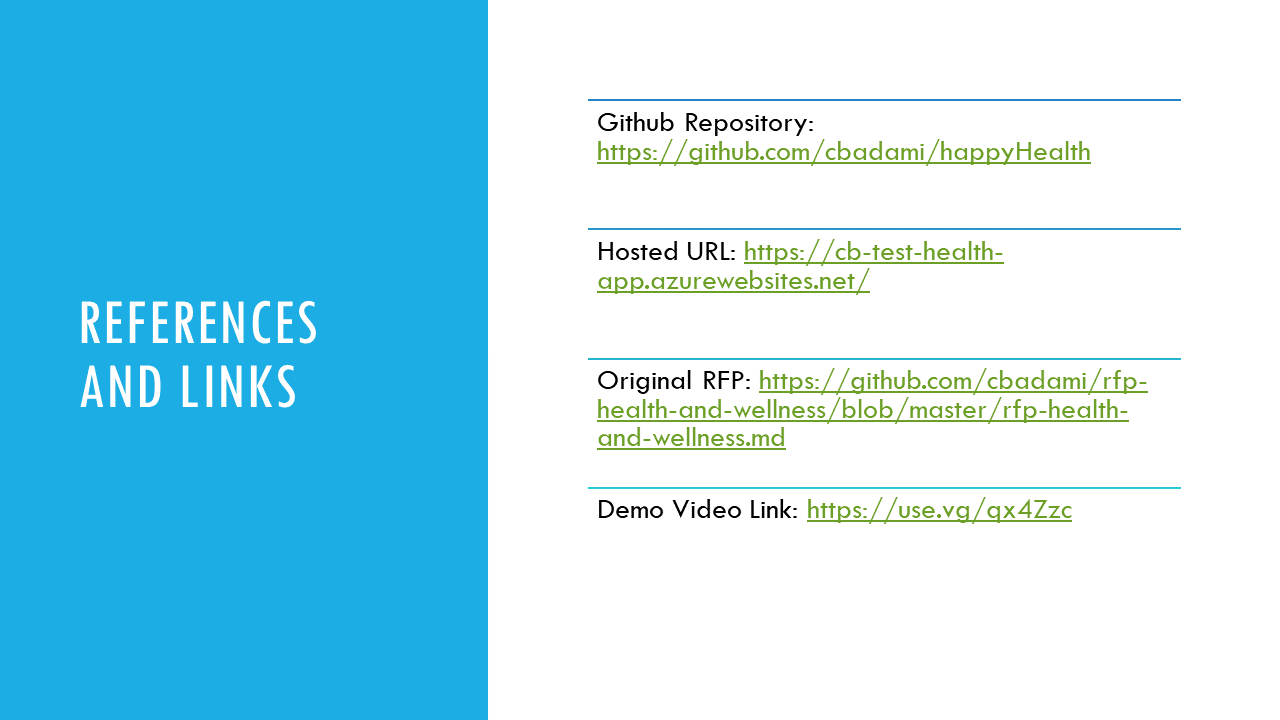 REFERENCES
AND LINKS
Github Repository:
https://github.com/cbadami/happyHealth
Hosted URL: https://cb-test-health-
app.azurewebsites.net/
Original RFP: https://github.com/cbadami/rfp-
health-and-wellness/blob/master/rfp-health-
and-wellness.md
Demo Video Link: https://use.vg/qx4Zzc